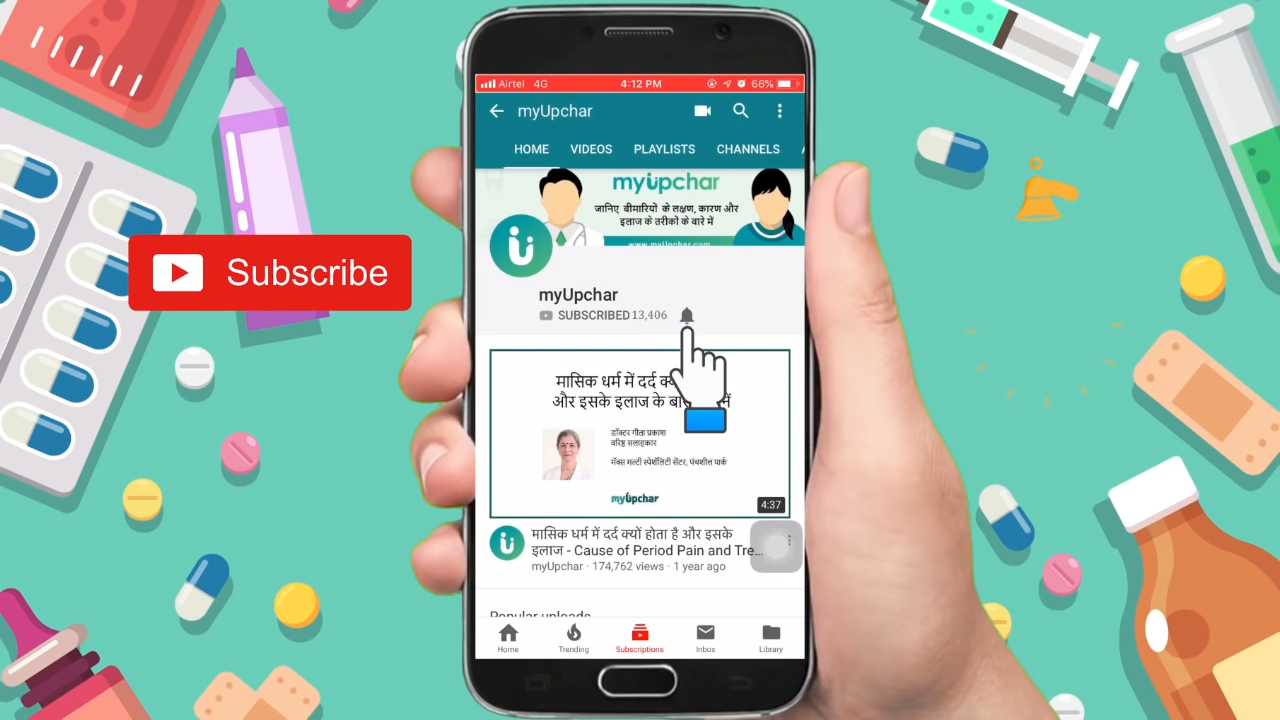 Airtel 4G 4:12 PM 66%
myUpchar
HOME VIDEOS PLAYLISTS CHANNELS
myUpchar
जानिए बीमारियो के लक्षण, कारण और
इलाज के तरीको के बारे में
www.myUpchar.com
Subscribe
myUpchar
SUBSCRIBED 13,406
मासिक धर्म में दर्द
और इसके इलाज के
डॉक्टर गीता प्रकाश
वरिष्ठ सलाहकार
मॅक्स मल्टी स्पेशॅलिटी सेंटर, पंचशील पार्क
myUpchar
4:37
मासिक धर्म में दर्द क्यों होता है और इसके
इलाज - Cause of Period Pain and Tre...
myUpchar · 174,762 views · 1 year ago
Popular uploads
Home Trending Subscriptions Inbox Library